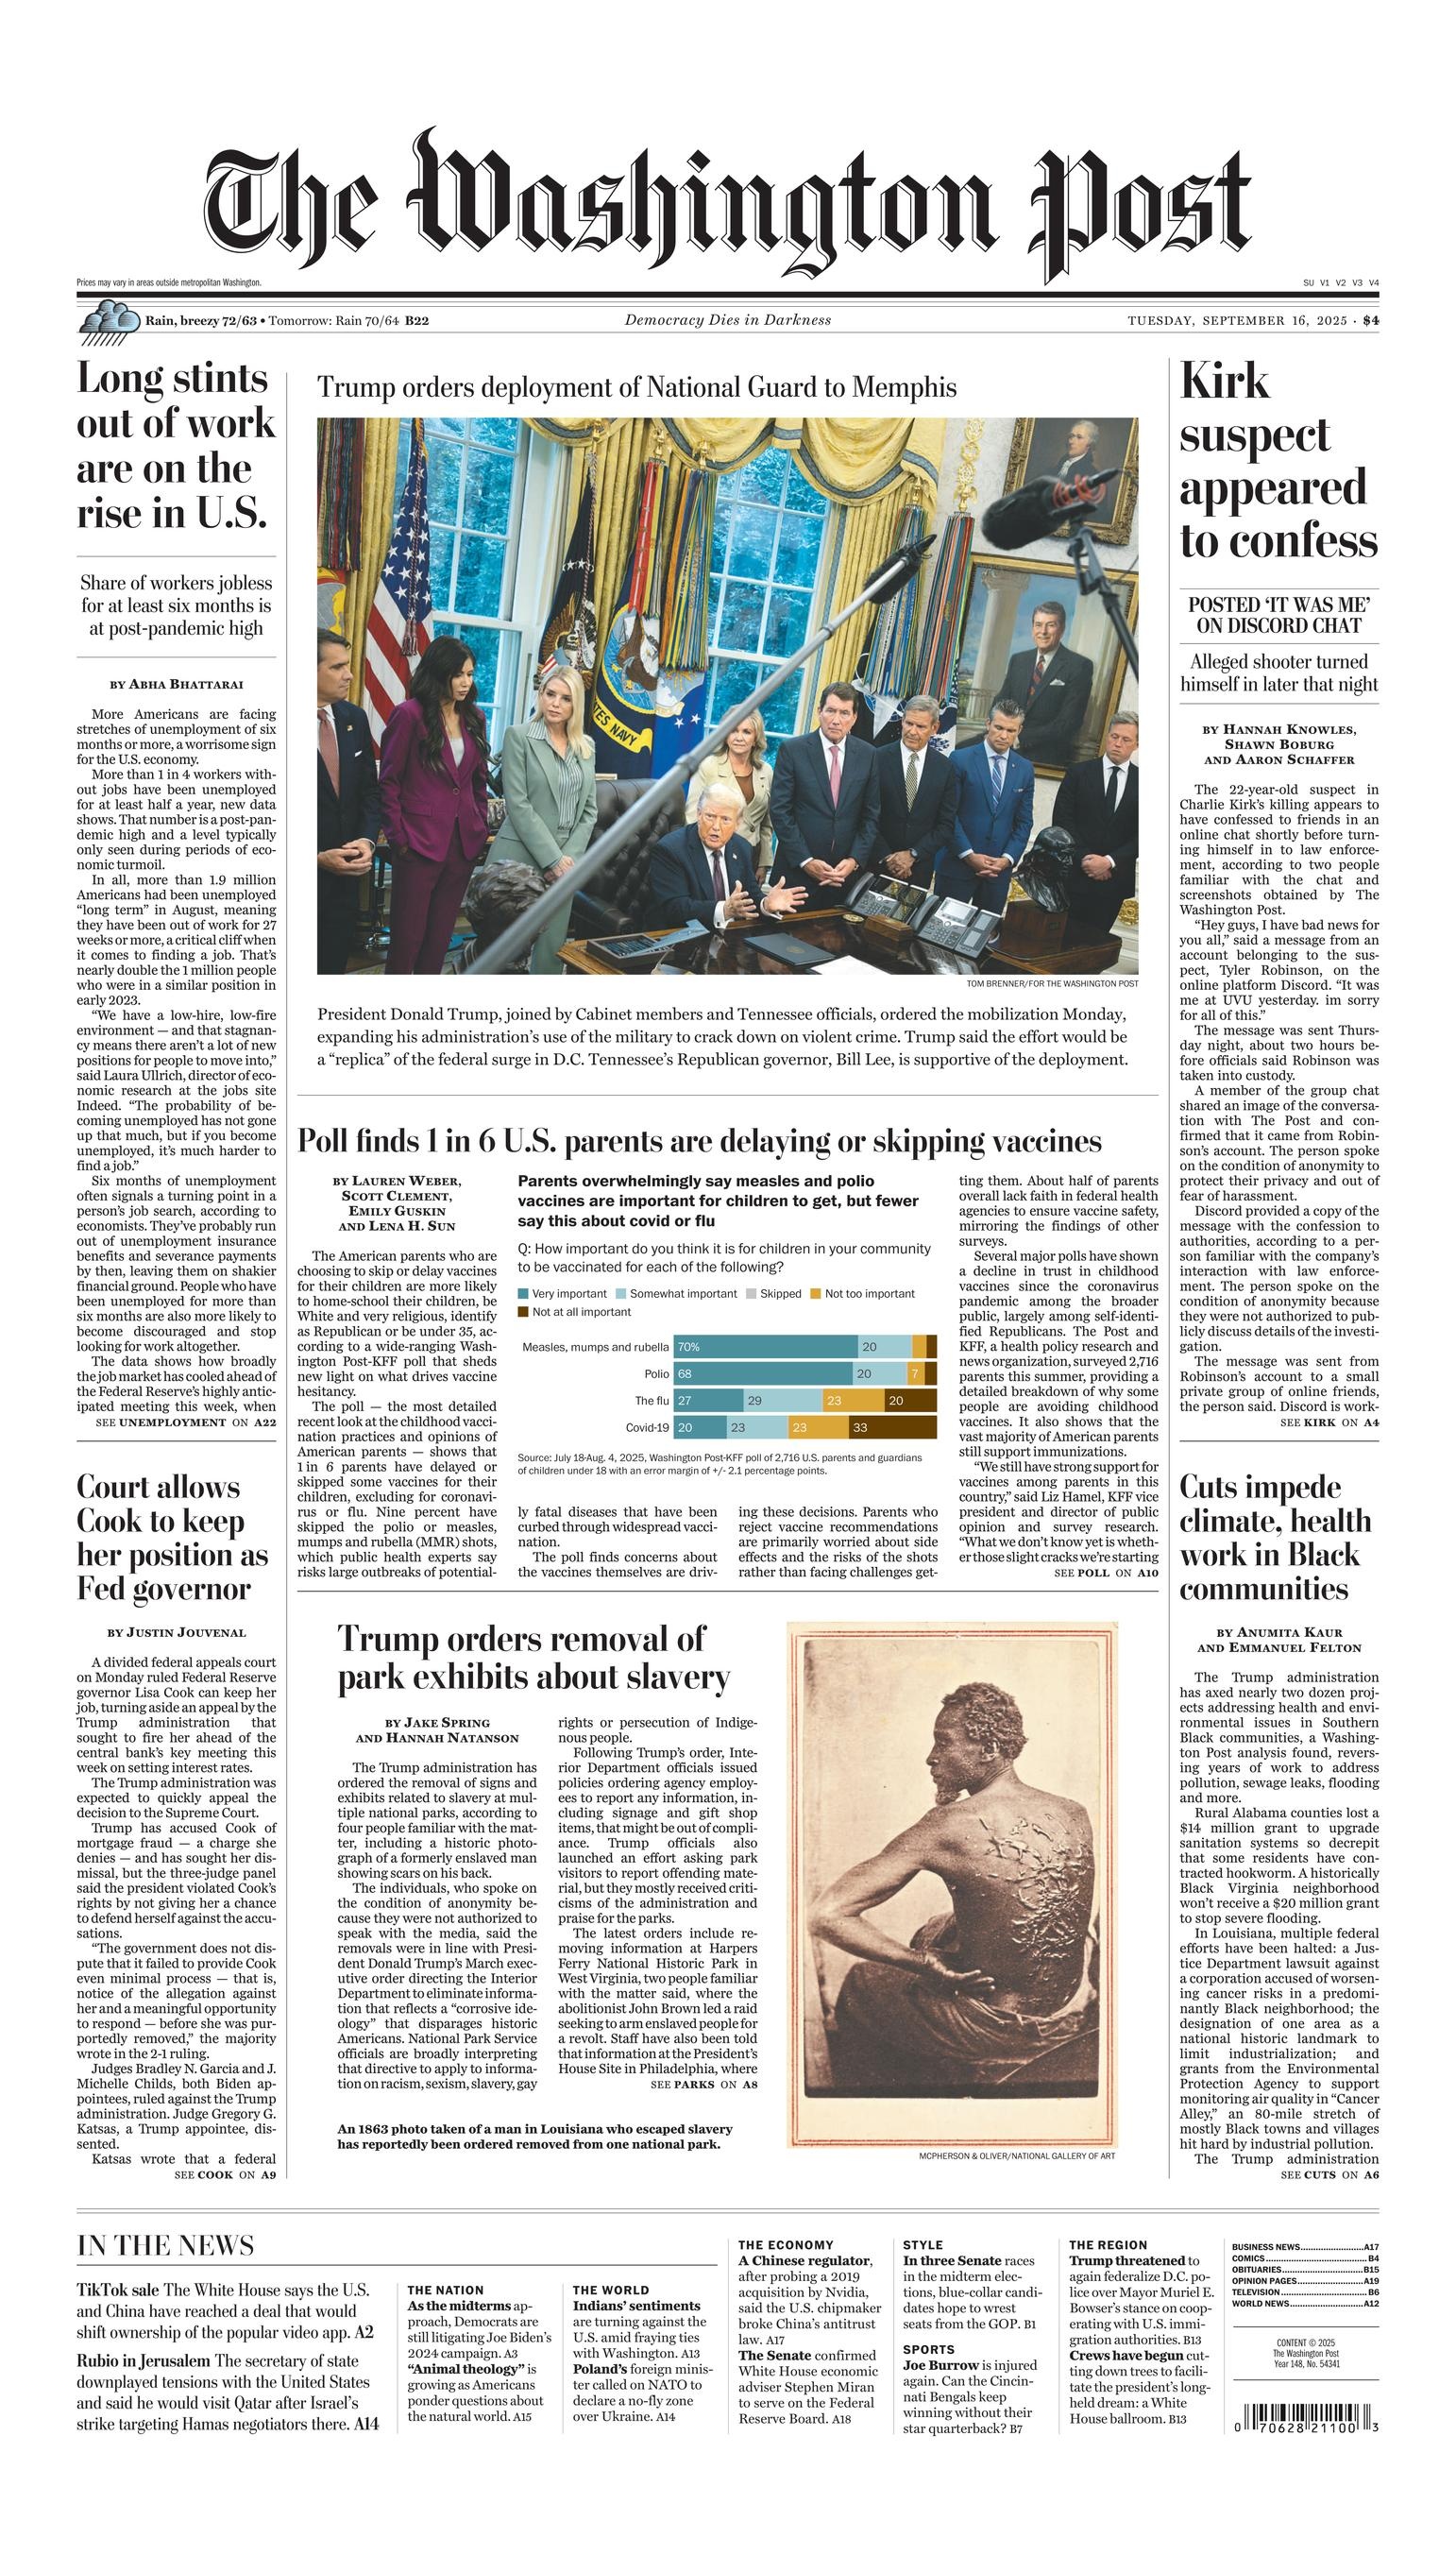 The Washington Post
Prices may vary in areas outside metropolitan Washington.
SU V1 V2 V3 V4
Rain, breezy 72/63 • Tomorrow: Rain 70/64 B22
Democracy Dies in Darkness
TUESDAY, SEPTEMBER 16, 2025 · $4
Long stints
out of work
are on the
rise in U.S.
Share of workers jobless
for at least six months is
at post-pandemic high
BY ABHA BHATTARAI
More Americans are facing
stretches of unemployment of six
months or more, a worrisome sign
for the U.S. economy.
More than 1 in 4 workers with-
out jobs have been unemployed
for at least half a year, new data
shows. That number is a post-pan-
demic high and a level typically
only seen during periods of eco-
nomic turmoil.
In all, more than 1.9 million
Americans had been unemployed
“long term” in August, meaning
they have been out of work for 27
weeks or more, a critical cliff when
it comes to finding a job. That’s
nearly double the 1 million people
who were in a similar position in
early 2023.
“We have a low-hire, low-fire
environment — and that stagnan-
cy means there aren’t a lot of new
positions for people to move into,”
said Laura Ullrich, director of eco-
nomic research at the jobs site
Indeed. “The probability of be-
coming unemployed has not gone
up that much, but if you become
unemployed, it’s much harder to
find a job.”
Six months of unemployment
often signals a turning point in a
person’s job search, according to
economists. They’ve probably run
out of unemployment insurance
benefits and severance payments
by then, leaving them on shakier
financial ground. People who have
been unemployed for more than
six months are also more likely to
become discouraged and stop
looking for work altogether.
The data shows how broadly
the job market has cooled ahead of
the Federal Reserve’s highly antic-
ipated meeting this week, when
SEE UNEMPLOYMENT ON A22
Court allows
Cook to keep
her position as
Fed governor
BY JUSTIN JOUVENAL
A divided federal appeals court
on Monday ruled Federal Reserve
governor Lisa Cook can keep her
job, turning aside an appeal by the
Trump administration that
sought to fire her ahead of the
central bank’s key meeting this
week on setting interest rates.
The Trump administration was
expected to quickly appeal the
decision to the Supreme Court.
Trump has accused Cook of
mortgage fraud — a charge she
denies — and has sought her dis-
missal, but the three-judge panel
said the president violated Cook’s
rights by not giving her a chance
to defend herself against the accu-
sations.
“The government does not dis-
pute that it failed to provide Cook
even minimal process — that is,
notice of the allegation against
her and a meaningful opportunity
to respond — before she was pur-
portedly removed,” the majority
wrote in the 2-1 ruling.
Judges Bradley N. Garcia and J.
Michelle Childs, both Biden ap-
pointees, ruled against the Trump
administration. Judge Gregory G.
Katsas, a Trump appointee, dis-
sented.
Katsas wrote that a federal
SEE COOK ON A9
Trump orders deployment of National Guard to Memphis
TES NAVY
TOM BRENNER/FOR THE WASHINGTON POST
President Donald Trump, joined by Cabinet members and Tennessee officials, ordered the mobilization Monday,
expanding his administration’s use of the military to crack down on violent crime. Trump said the effort would be
a “replica” of the federal surge in D.C. Tennessee’s Republican governor, Bill Lee, is supportive of the deployment.
Poll finds 1 in 6 U.S. parents are delaying or skipping vaccines
BY LAUREN WEBER,
SCOTT CLEMENT,
EMILY GUSKIN
AND LENA H. SUN
The American parents who are
choosing to skip or delay vaccines
for their children are more likely
to home-school their children, be
White and very religious, identify
as Republican or be under 35, ac-
cording to a wide-ranging Wash-
ington Post-KFF poll that sheds
new light on what drives vaccine
hesitancy.
The poll — the most detailed
recent look at the childhood vacci-
nation practices and opinions of
American parents — shows that
1 in 6 parents have delayed or
skipped some vaccines for their
children, excluding for coronavi-
rus or flu. Nine percent have
skipped the polio or measles,
mumps and rubella (MMR) shots,
which public health experts say
risks large outbreaks of potential-
Parents overwhelmingly say measles and polio
vaccines are important for children to get, but fewer
say this about covid or flu
Q: How important do you think it is for children in your community
to be vaccinated for each of the following?
Very important Somewhat important Skipped Not too important
Not at all important
Measles, mumps and rubella 70% 20
Polio 68 20 7
The flu 27 29 23 20
Covid-19 20 23 23 33
Source: July 18-Aug. 4, 2025, Washington Post-KFF poll of 2,716 U.S. parents and guardians
of children under 18 with an error margin of +/- 2.1 percentage points.
ly fatal diseases that have been
curbed through widespread vacci-
nation.
The poll finds concerns about
the vaccines themselves are driv-
ing these decisions. Parents who
reject vaccine recommendations
are primarily worried about side
effects and the risks of the shots
rather than facing challenges get-
ting them. About half of parents
overall lack faith in federal health
agencies to ensure vaccine safety,
mirroring the findings of other
surveys.
Several major polls have shown
a decline in trust in childhood
vaccines since the coronavirus
pandemic among the broader
public, largely among self-identi-
fied Republicans. The Post and
KFF, a health policy research and
news organization, surveyed 2,716
parents this summer, providing a
detailed breakdown of why some
people are avoiding childhood
vaccines. It also shows that the
vast majority of American parents
still support immunizations.
“We still have strong support for
vaccines among parents in this
country,” said Liz Hamel, KFF vice
president and director of public
opinion and survey research.
“What we don’t know yet is wheth-
er those slight cracks we’re starting
SEE POLL ON A10
Trump orders removal of
park exhibits about slavery
BY JAKE SPRING
AND HANNAH NATANSON
The Trump administration has
ordered the removal of signs and
exhibits related to slavery at mul-
tiple national parks, according to
four people familiar with the mat-
ter, including a historic photo-
graph of a formerly enslaved man
showing scars on his back.
The individuals, who spoke on
the condition of anonymity be-
cause they were not authorized to
speak with the media, said the
removals were in line with Presi-
dent Donald Trump’s March exec-
utive order directing the Interior
Department to eliminate informa-
tion that reflects a “corrosive ide-
ology” that disparages historic
Americans. National Park Service
officials are broadly interpreting
that directive to apply to informa-
tion on racism, sexism, slavery, gay
rights or persecution of Indige-
nous people.
Following Trump’s order, Inte-
rior Department officials issued
policies ordering agency employ-
ees to report any information, in-
cluding signage and gift shop
items, that might be out of compli-
ance. Trump officials also
launched an effort asking park
visitors to report offending mate-
rial, but they mostly received criti-
cisms of the administration and
praise for the parks.
The latest orders include re-
moving information at Harpers
Ferry National Historic Park in
West Virginia, two people familiar
with the matter said, where the
abolitionist John Brown led a raid
seeking to arm enslaved people for
a revolt. Staff have also been told
that information at the President’s
House Site in Philadelphia, where
SEE PARKS ON A8
An 1863 photo taken of a man in Louisiana who escaped slavery
has reportedly been ordered removed from one national park.
MCPHERSON & OLIVER/NATIONAL GALLERY OF ART
Kirk
suspect
appeared
to confess
POSTED ‘IT WAS ME’
ON DISCORD CHAT
Alleged shooter turned
himself in later that night
BY HANNAH KNOWLES,
SHAWN BOBURG
AND AARON SCHAFFER
The 22-year-old suspect in
Charlie Kirk’s killing appears to
have confessed to friends in an
online chat shortly before turn-
ing himself in to law enforce-
ment, according to two people
familiar with the chat and
screenshots obtained by The
Washington Post.
“Hey guys, I have bad news for
you all,” said a message from an
account belonging to the sus-
pect, Tyler Robinson, on the
online platform Discord. “It was
me at UVU yesterday. im sorry
for all of this.”
The message was sent Thurs-
day night, about two hours be-
fore officials said Robinson was
taken into custody.
A member of the group chat
shared an image of the conversa-
tion with The Post and con-
firmed that it came from Robin-
son’s account. The person spoke
on the condition of anonymity to
protect their privacy and out of
fear of harassment.
Discord provided a copy of the
message with the confession to
authorities, according to a per-
son familiar with the company’s
interaction with law enforce-
ment. The person spoke on the
condition of anonymity because
they were not authorized to pub-
licly discuss details of the investi-
gation.
The message was sent from
Robinson’s account to a small
private group of online friends,
the person said. Discord is work-
SEE KIRK ON A4
Cuts impede
climate, health
work in Black
communities
BY ANUMITA KAUR
AND EMMANUEL FELTON
The Trump administration
has axed nearly two dozen proj-
ects addressing health and envi-
ronmental issues in Southern
Black communities, a Washing-
ton Post analysis found, revers-
ing years of work to address
pollution, sewage leaks, flooding
and more.
Rural Alabama counties lost a
$14 million grant to upgrade
sanitation systems so decrepit
that some residents have con-
tracted hookworm. A historically
Black Virginia neighborhood
won’t receive a $20 million grant
to stop severe flooding.
In Louisiana, multiple federal
efforts have been halted: a Jus-
tice Department lawsuit against
a corporation accused of worsen-
ing cancer risks in a predomi-
nantly Black neighborhood; the
designation of one area as a
national historic landmark to
limit industrialization; and
grants from the Environmental
Protection Agency to support
monitoring air quality in “Cancer
Alley,” an 80-mile stretch of
mostly Black towns and villages
hit hard by industrial pollution.
The Trump administration
SEE CUTS ON A6
IN THE NEWS
TikTok sale The White House says the U.S.
and China have reached a deal that would
shift ownership of the popular video app. A2
Rubio in Jerusalem The secretary of state
downplayed tensions with the United States
and said he would visit Qatar after Israel’s
strike targeting Hamas negotiators there. A14
THE NATION
As the midterms ap-
proach, Democrats are
still litigating Joe Biden’s
2024 campaign. A3
“Animal theology” is
growing as Americans
ponder questions about
the natural world. A15
THE WORLD
Indians’ sentiments
are turning against the
U.S. amid fraying ties
with Washington. A13
Poland’s foreign minis-
ter called on NATO to
declare a no-fly zone
over Ukraine. A14
THE ECONOMY
A Chinese regulator,
after probing a 2019
acquisition by Nvidia,
said the U.S. chipmaker
broke China’s antitrust
law. A17
The Senate confirmed
White House economic
adviser Stephen Miran
to serve on the Federal
Reserve Board. A18
STYLE
In three Senate races
in the midterm elec-
tions, blue-collar candi-
dates hope to wrest
seats from the GOP. B1
SPORTS
Joe Burrow is injured
again. Can the Cincin-
nati Bengals keep
winning without their
star quarterback? B7
THE REGION
Trump threatened to
again federalize D.C. po-
lice over Mayor Muriel E.
Bowser’s stance on coop-
erating with U.S. immi-
gration authorities. B13
Crews have begun cut-
ting down trees to facili-
tate the president’s long-
held dream: a White
House ballroom. B13
BUSINESS NEWS.........A17
COMICS.........B4
OBITUARIES.........B15
OPINION PAGES.........A19
TELEVISION.........B6
WORLD NEWS.........A12
CONTENT © 2025
The Washington Post
Year 148, No. 54341
0 70628 21100 3